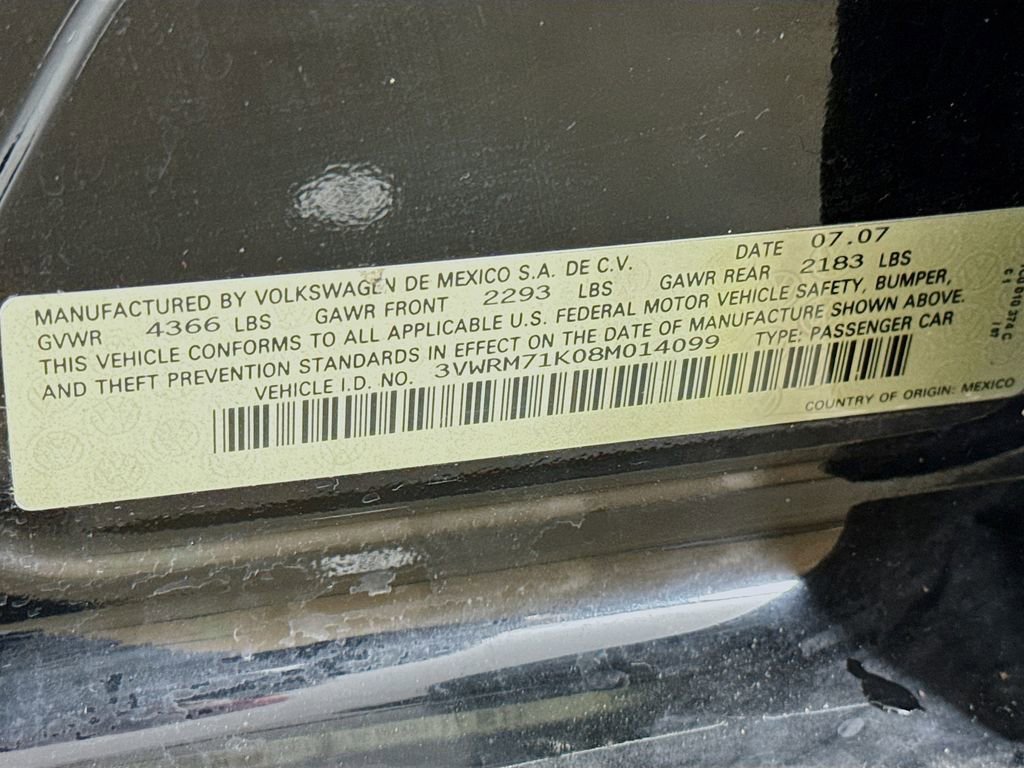 MANUFACTURED BY VOLKSWAGEN DE MEXICO S.A. DE C.V. DATE 07.07
GVWR 4366 LBS GAWR FRONT 2293 LBS GAWR REAR 2183 LBS
THIS VEHICLE CONFORMS TO ALL APPLICABLE U.S. FEDERAL MOTOR VEHICLE SAFETY, BUMPER,
AND THEFT PREVENTION STANDARDS IN EFFECT ON THE DATE OF MANUFACTURE SHOWN ABOVE.
VEHICLE I.D. NO. 3VWRM71K08M014099 TYPE: PASSENGER CAR
COUNTRY OF ORIGIN: MEXICO